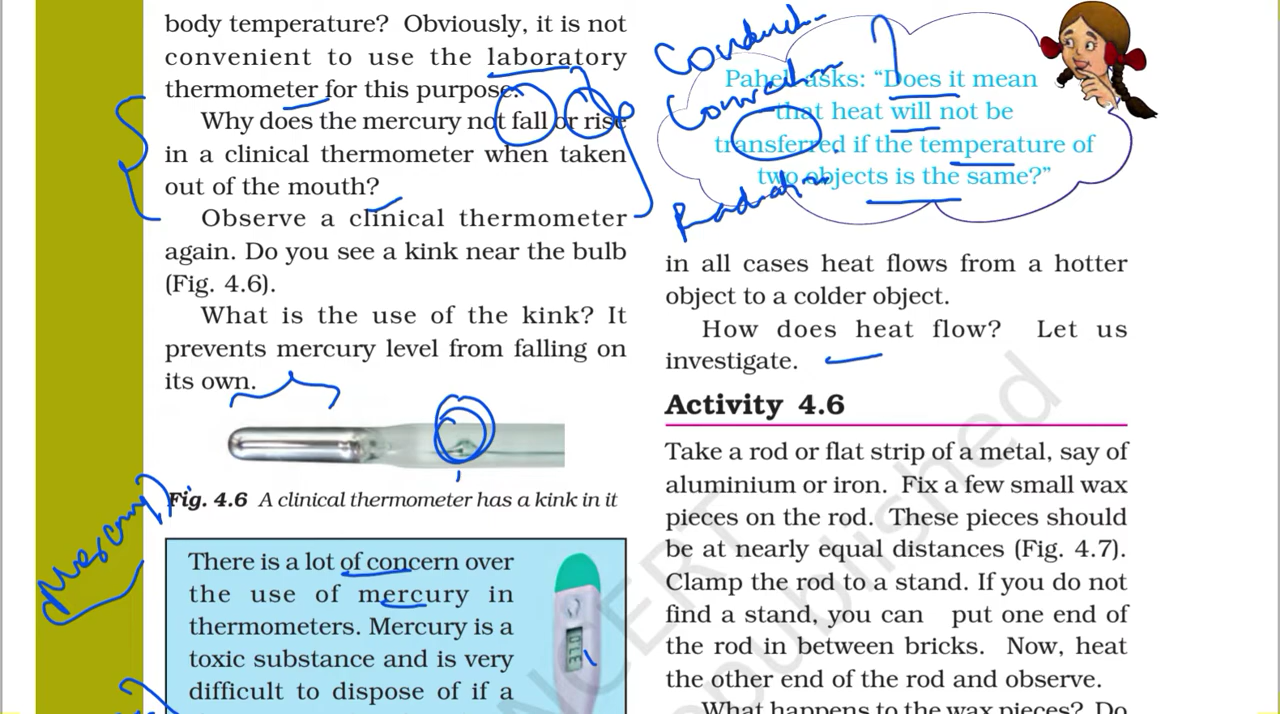 body temperature? Obviously, it is not
convenient to use the laboratory
thermometer for this purpose.
Why does the mercury not fall or rise
in a clinical thermometer when taken
out of the mouth?
Observe a clinical thermometer
again. Do you see a kink near the bulb
(Fig. 4.6).
What is the use of the kink? It
prevents mercury level from falling on
its own.
Fig. 4.6 A clinical thermometer has a kink in it
Mercury
There is a lot of concern over
the use of mercury in
thermometers. Mercury is a
toxic substance and is very
difficult to dispose of if a
Paheli asks: “Does it mean
that heat will not be
transferred if the temperature of
two objects is the same?”
in all cases heat flows from a hotter
object to a colder object.
How does heat flow? Let us
investigate.
Activity 4.6
Take a rod or flat strip of a metal, say of
aluminium or iron. Fix a few small wax
pieces on the rod. These pieces should
be at nearly equal distances (Fig. 4.7).
Clamp the rod to a stand. If you do not
find a stand, you can put one end of
the rod in between bricks. Now, heat
the other end of the rod and observe.
What happens to the wax pieces? Do